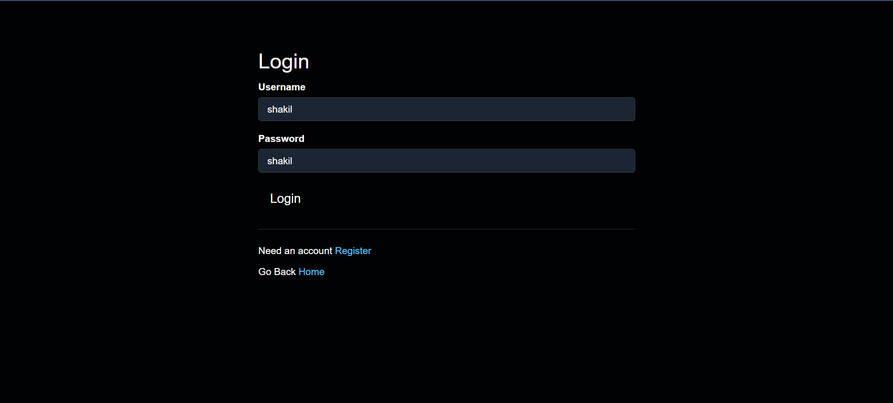 Login
Username
shakil
Password
shakil
Login
Need an account Register
Go Back Home